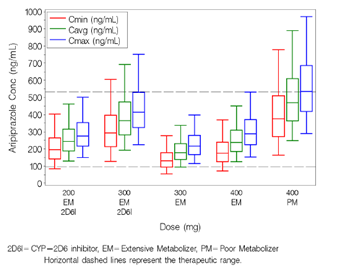 1000
900
800
700
600
500
400
300
200
100
0
Aripiprazole Conc. (ng/mL)
Cmin (ng/mL)
Cavg (ng/mL)
Cmax (ng/mL)
200 300 300 400 400
EM EM EM EM PM
2D6I 2D6I
Dose (mg)
2D6I= CYP-2D6 inhibitor, EM=Extensive Metabolizer, PM=Poor Metabolizer
Horizontal dashed lines represent the therapeutic range.